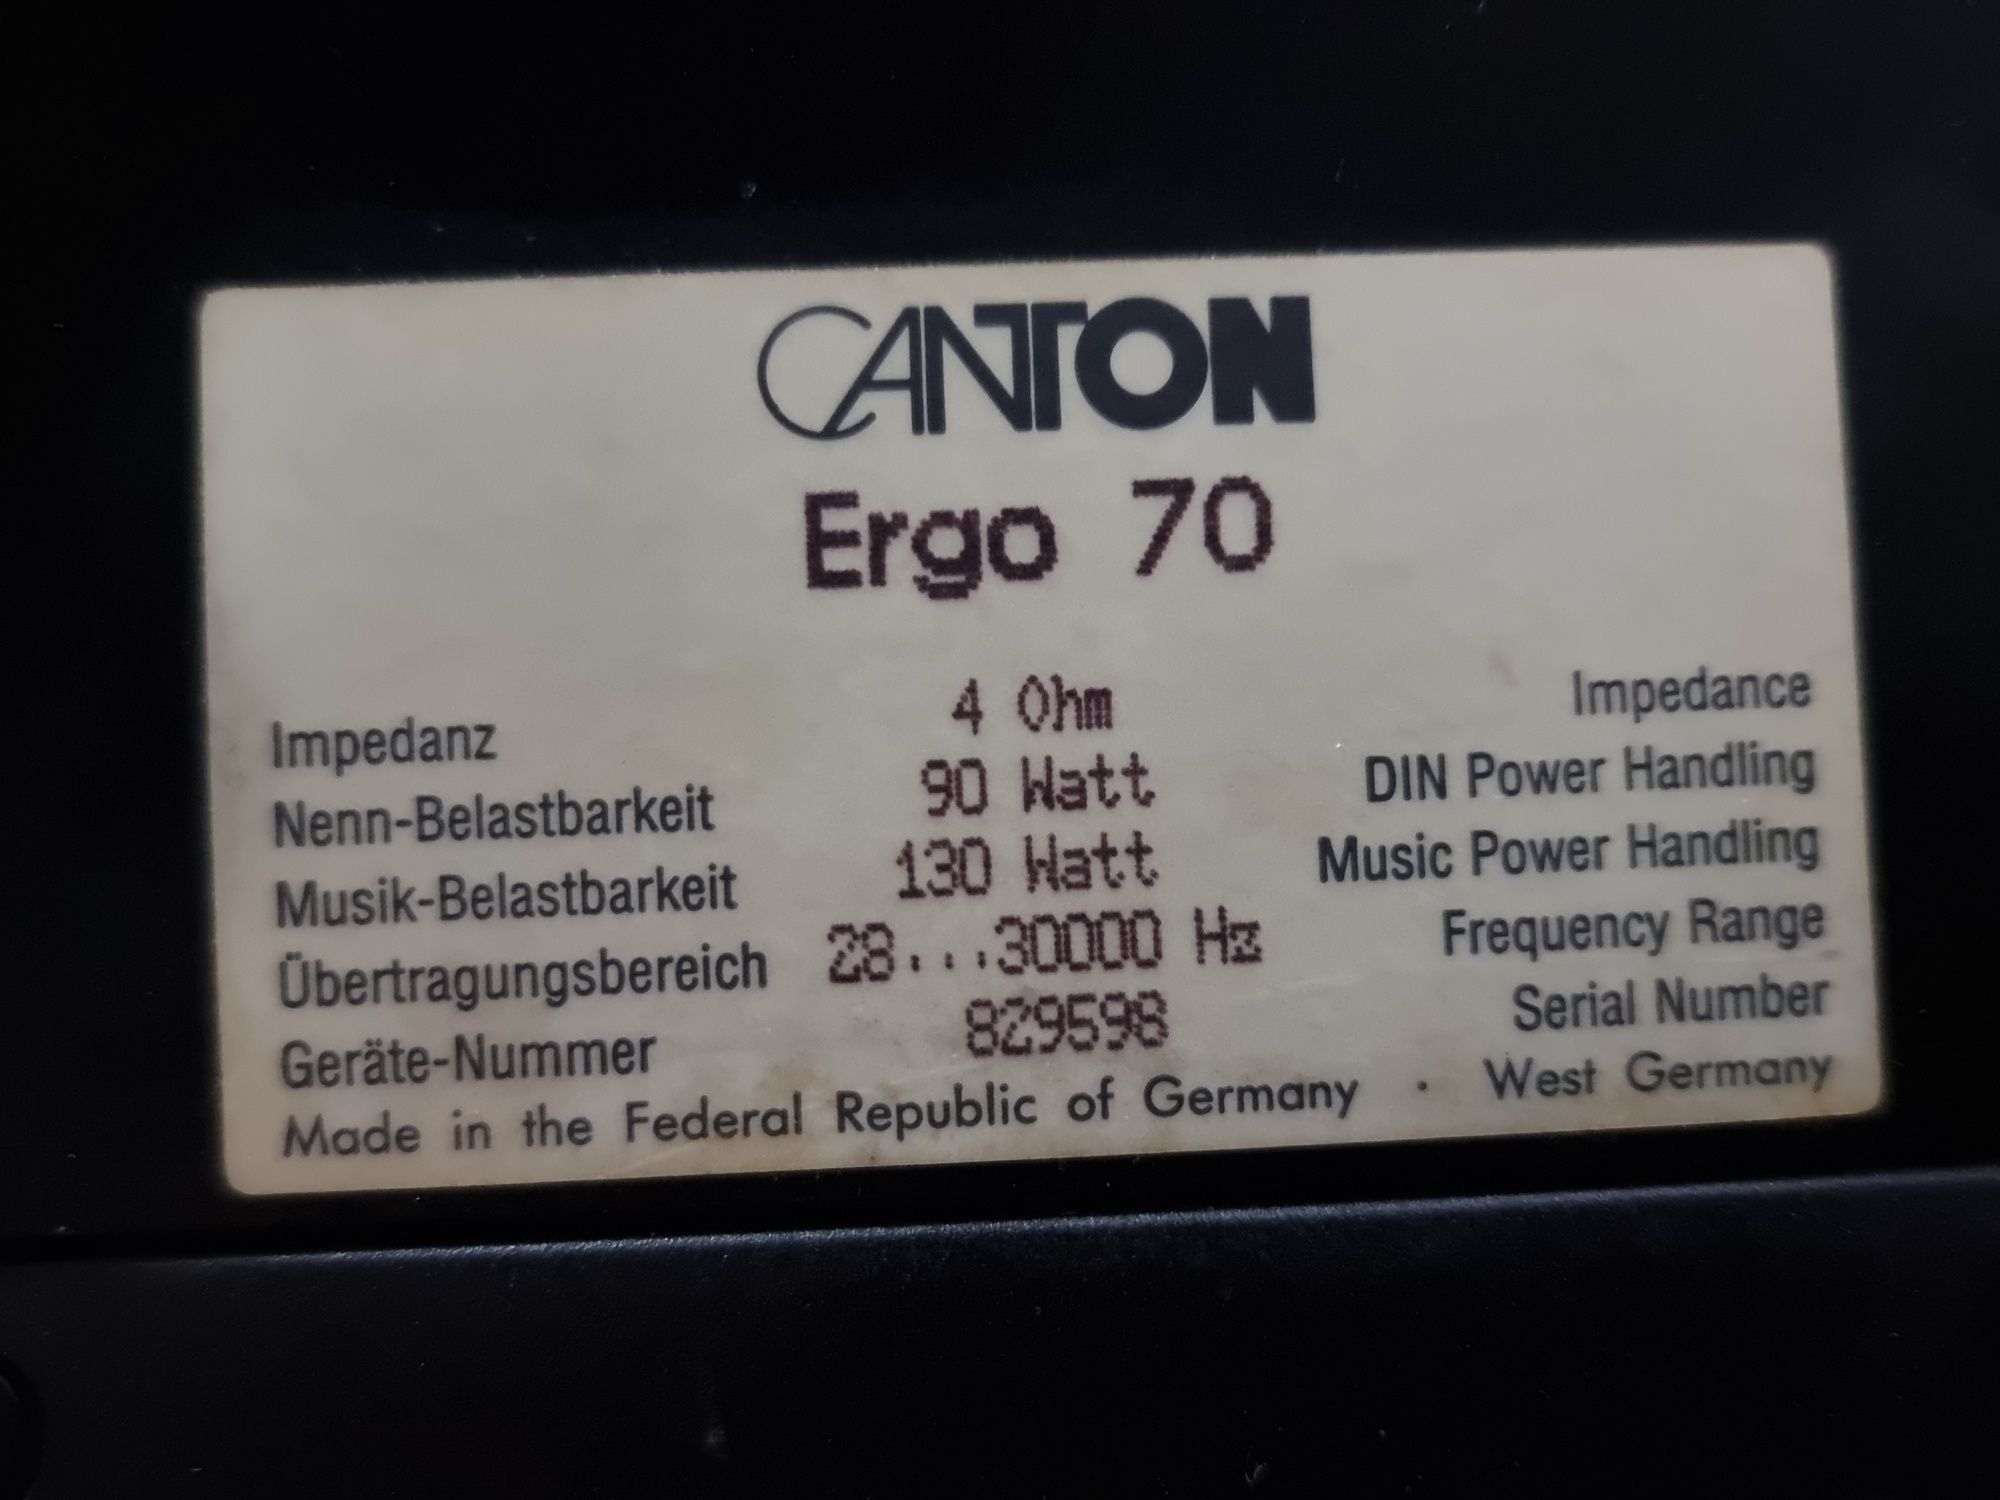 CANTON
Ergo 70
Impedanz 4 Ohm Impedance
Nenn-Belastbarkeit 90 Watt DIN Power Handling
Musik-Belastbarkeit 130 Watt Music Power Handling
Übertragungsbereich 28...30000 Hz Frequency Range
Geräte-Nummer 829598 Serial Number
Made in the Federal Republic of Germany · West Germany